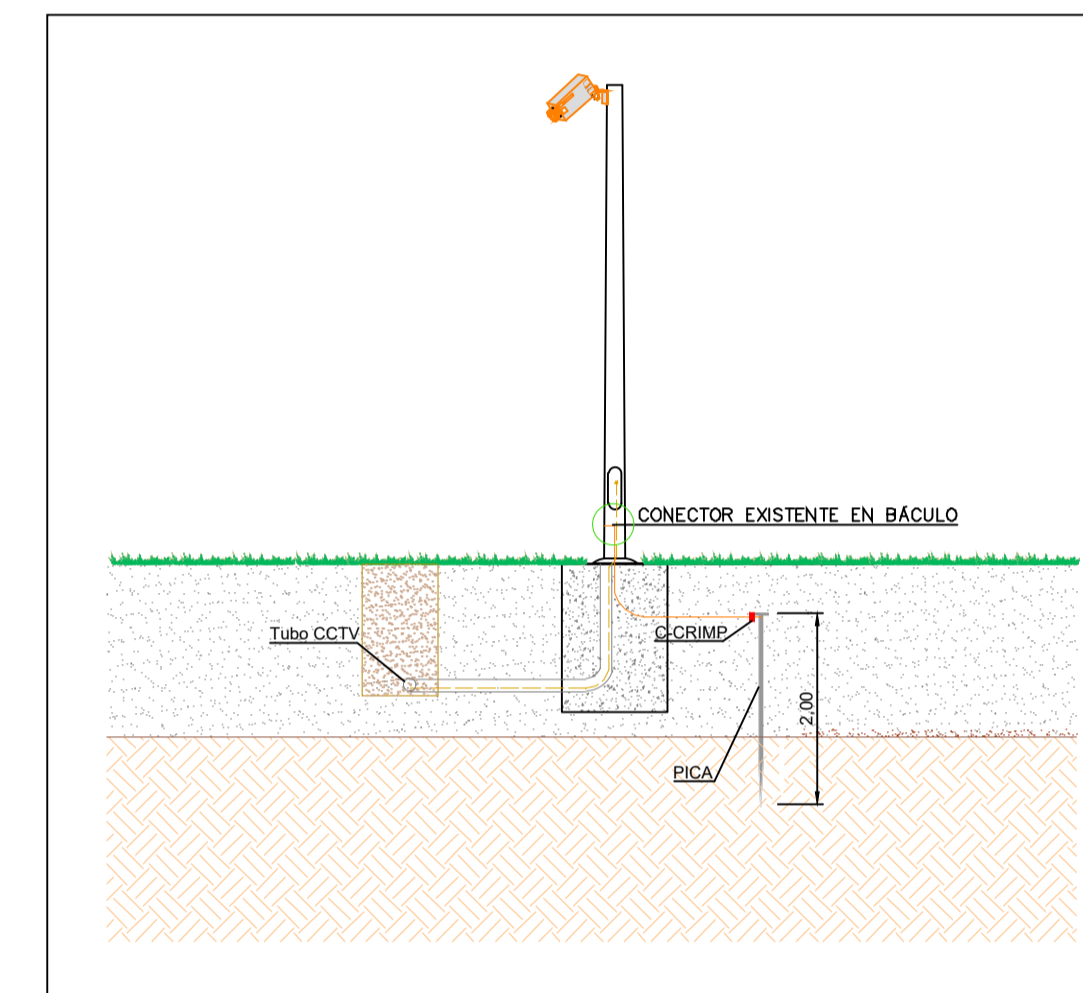 CONECTOR EXISTENTE EN BÁCULO
Tubo CCTV
C-CRIMP
2,00
PICA